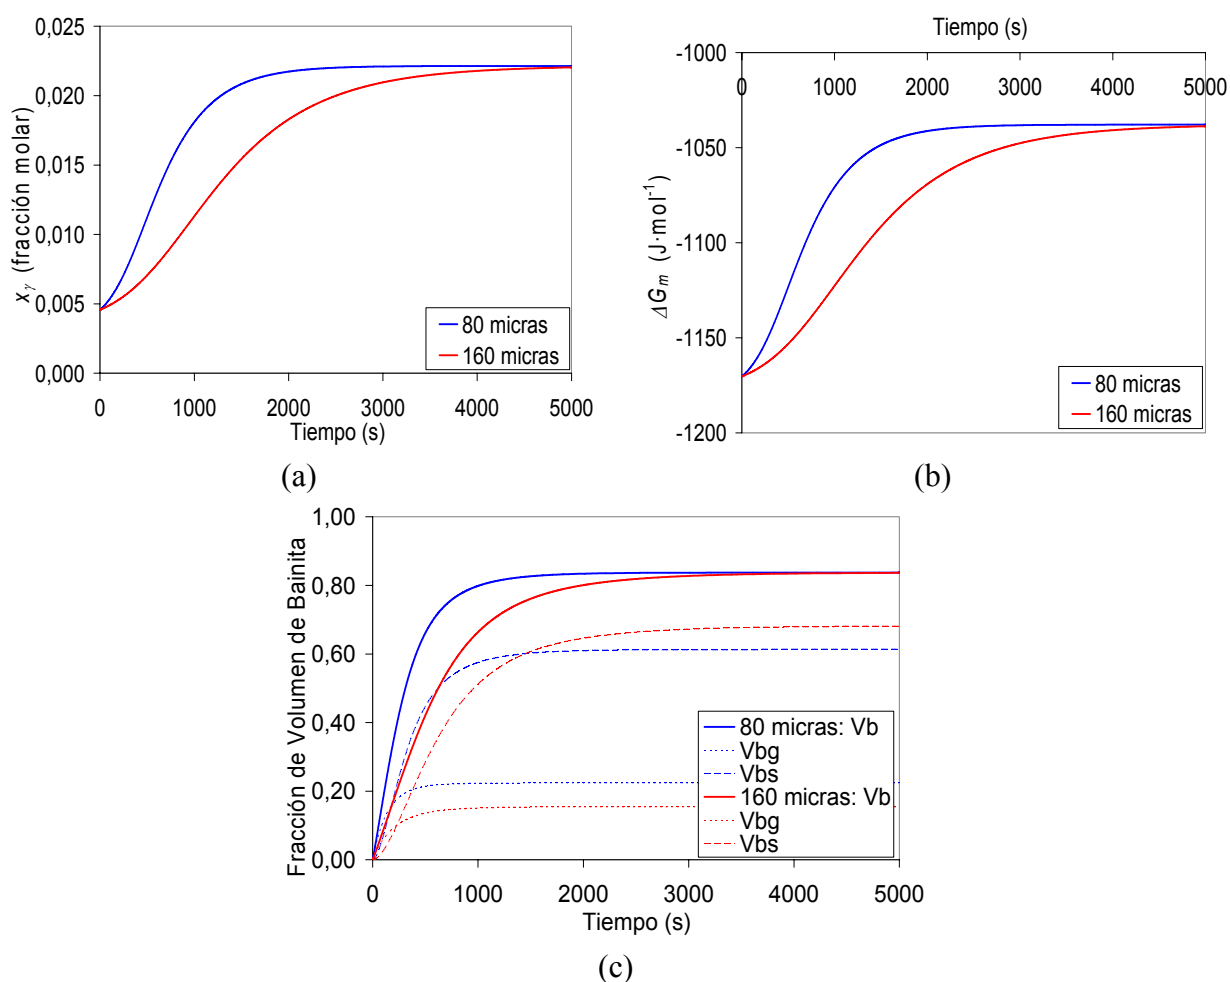 0,025
0,020
0,015
0,010
0,005
0,000
xγ (fracción molar)
0 1000 2000 3000 4000 5000
Tiempo (s)
80 micras
160 micras
(a)
Tiempo (s)
0 1000 2000 3000 4000 5000
-1000
-1050
-1100
-1150
-1200
ΔGm (J·mol-1)
80 micras
160 micras
(b)
1,00
0,80
0,60
0,40
0,20
0,00
Fracción de Volumen de Bainita
0 1000 2000 3000 4000 5000
Tiempo (s)
80 micras: Vb
Vbg
Vbs
160 micras: Vb
Vbg
Vbs
(c)